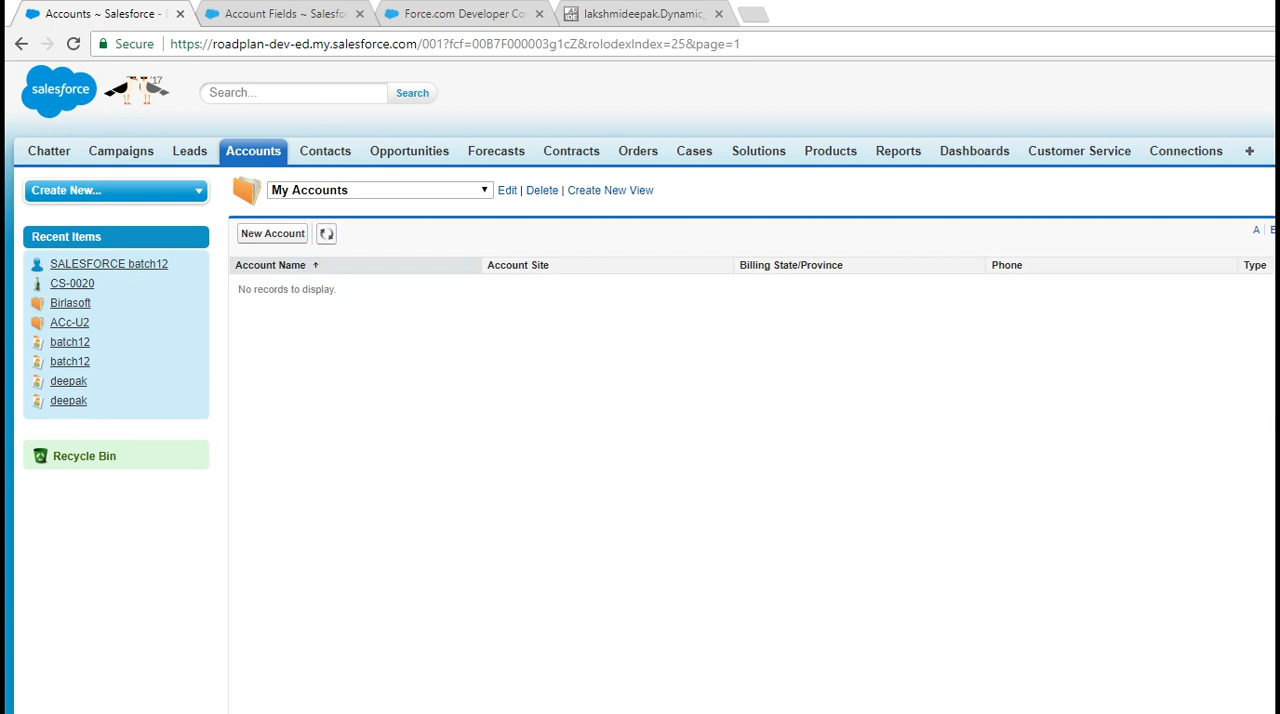 Accounts ~ Salesforce -
Account Fields ~ Salesfo
Force.com Developer Co
lakshmideepak.Dynamic_
Secure
https://roadplan-dev-ed.my.salesforce.com/001?fcf=00B7F000003g1cZ&rolodexIndex=25&page=1
salesforce
'17
Search...
Search
Chatter Campaigns Leads Accounts Contacts Opportunities Forecasts Contracts Orders Cases Solutions Products Reports Dashboards Customer Service Connections +
Create New...
My Accounts
Edit | Delete | Create New View
Recent Items
SALESFORCE batch12
CS-0020
Birlasoft
ACc-U2
batch12
batch12
deepak
deepak
Recycle Bin
New Account
A |
Account Name Account Site Billing State/Province Phone Type
No records to display.